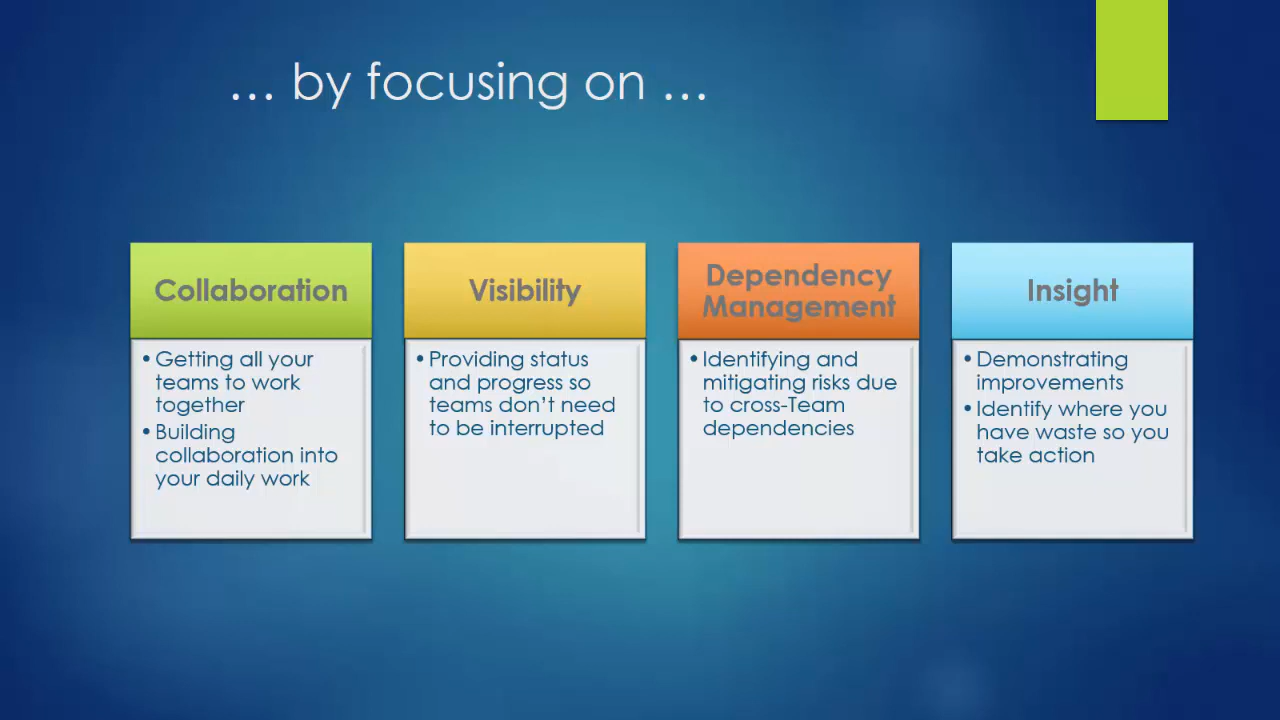 … by focusing on …
Collaboration
• Getting all your
teams to work
together
• Building
collaboration into
your daily work
Visibility
• Providing status
and progress so
teams don’t need
to be interrupted
Dependency
Management
• Identifying and
mitigating risks due
to cross-Team
dependencies
Insight
• Demonstrating
improvements
• Identify where you
have waste so you
take action